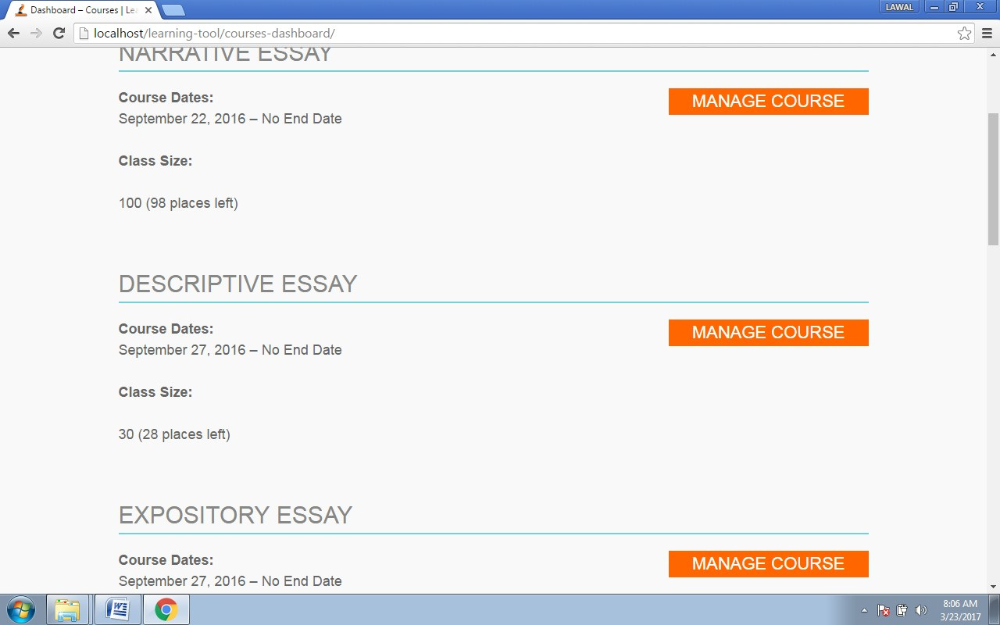 Dashboard – Courses | Le
LAWAL
localhost/learning-tool/courses-dashboard/
NARRATIVE ESSAY
Course Dates:
MANAGE COURSE
September 22, 2016 – No End Date
Class Size:
100 (98 places left)
DESCRIPTIVE ESSAY
Course Dates:
MANAGE COURSE
September 27, 2016 – No End Date
Class Size:
30 (28 places left)
EXPOSITORY ESSAY
Course Dates:
MANAGE COURSE
September 27, 2016 – No End Date
8:06 AM
3/23/2017